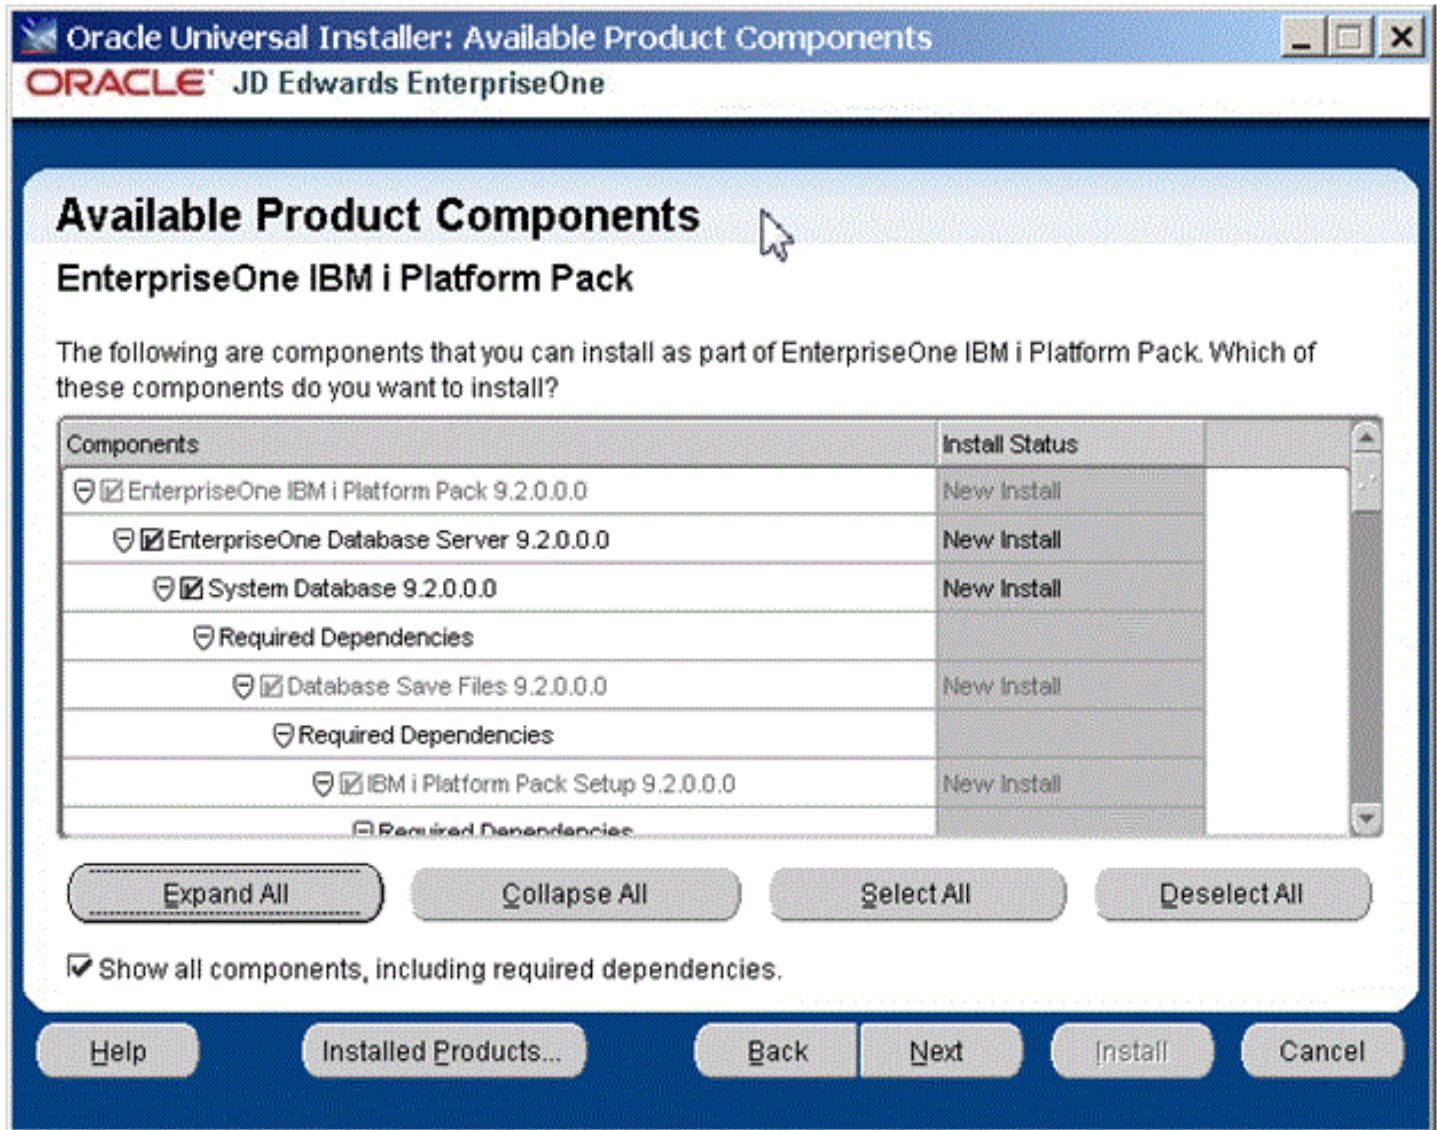 Oracle Universal Installer: Available Product Components
ORACLE JD Edwards EnterpriseOne
Available Product Components
EnterpriseOne IBM i Platform Pack
The following are components that you can install as part of EnterpriseOne IBM i Platform Pack. Which of
these components do you want to install?
Components Install Status
EnterpriseOne IBM i Platform Pack 9.2.0.0.0 New Install
EnterpriseOne Database Server 9.2.0.0.0 New Install
System Database 9.2.0.0.0 New Install
Required Dependencies
Database Save Files 9.2.0.0.0 New Install
Required Dependencies
IBM i Platform Pack Setup 9.2.0.0.0 New Install
Required Dependencies
Expand All Collapse All Select All Deselect All
Show all components, including required dependencies.
Help Installed Products... Back Next Install Cancel